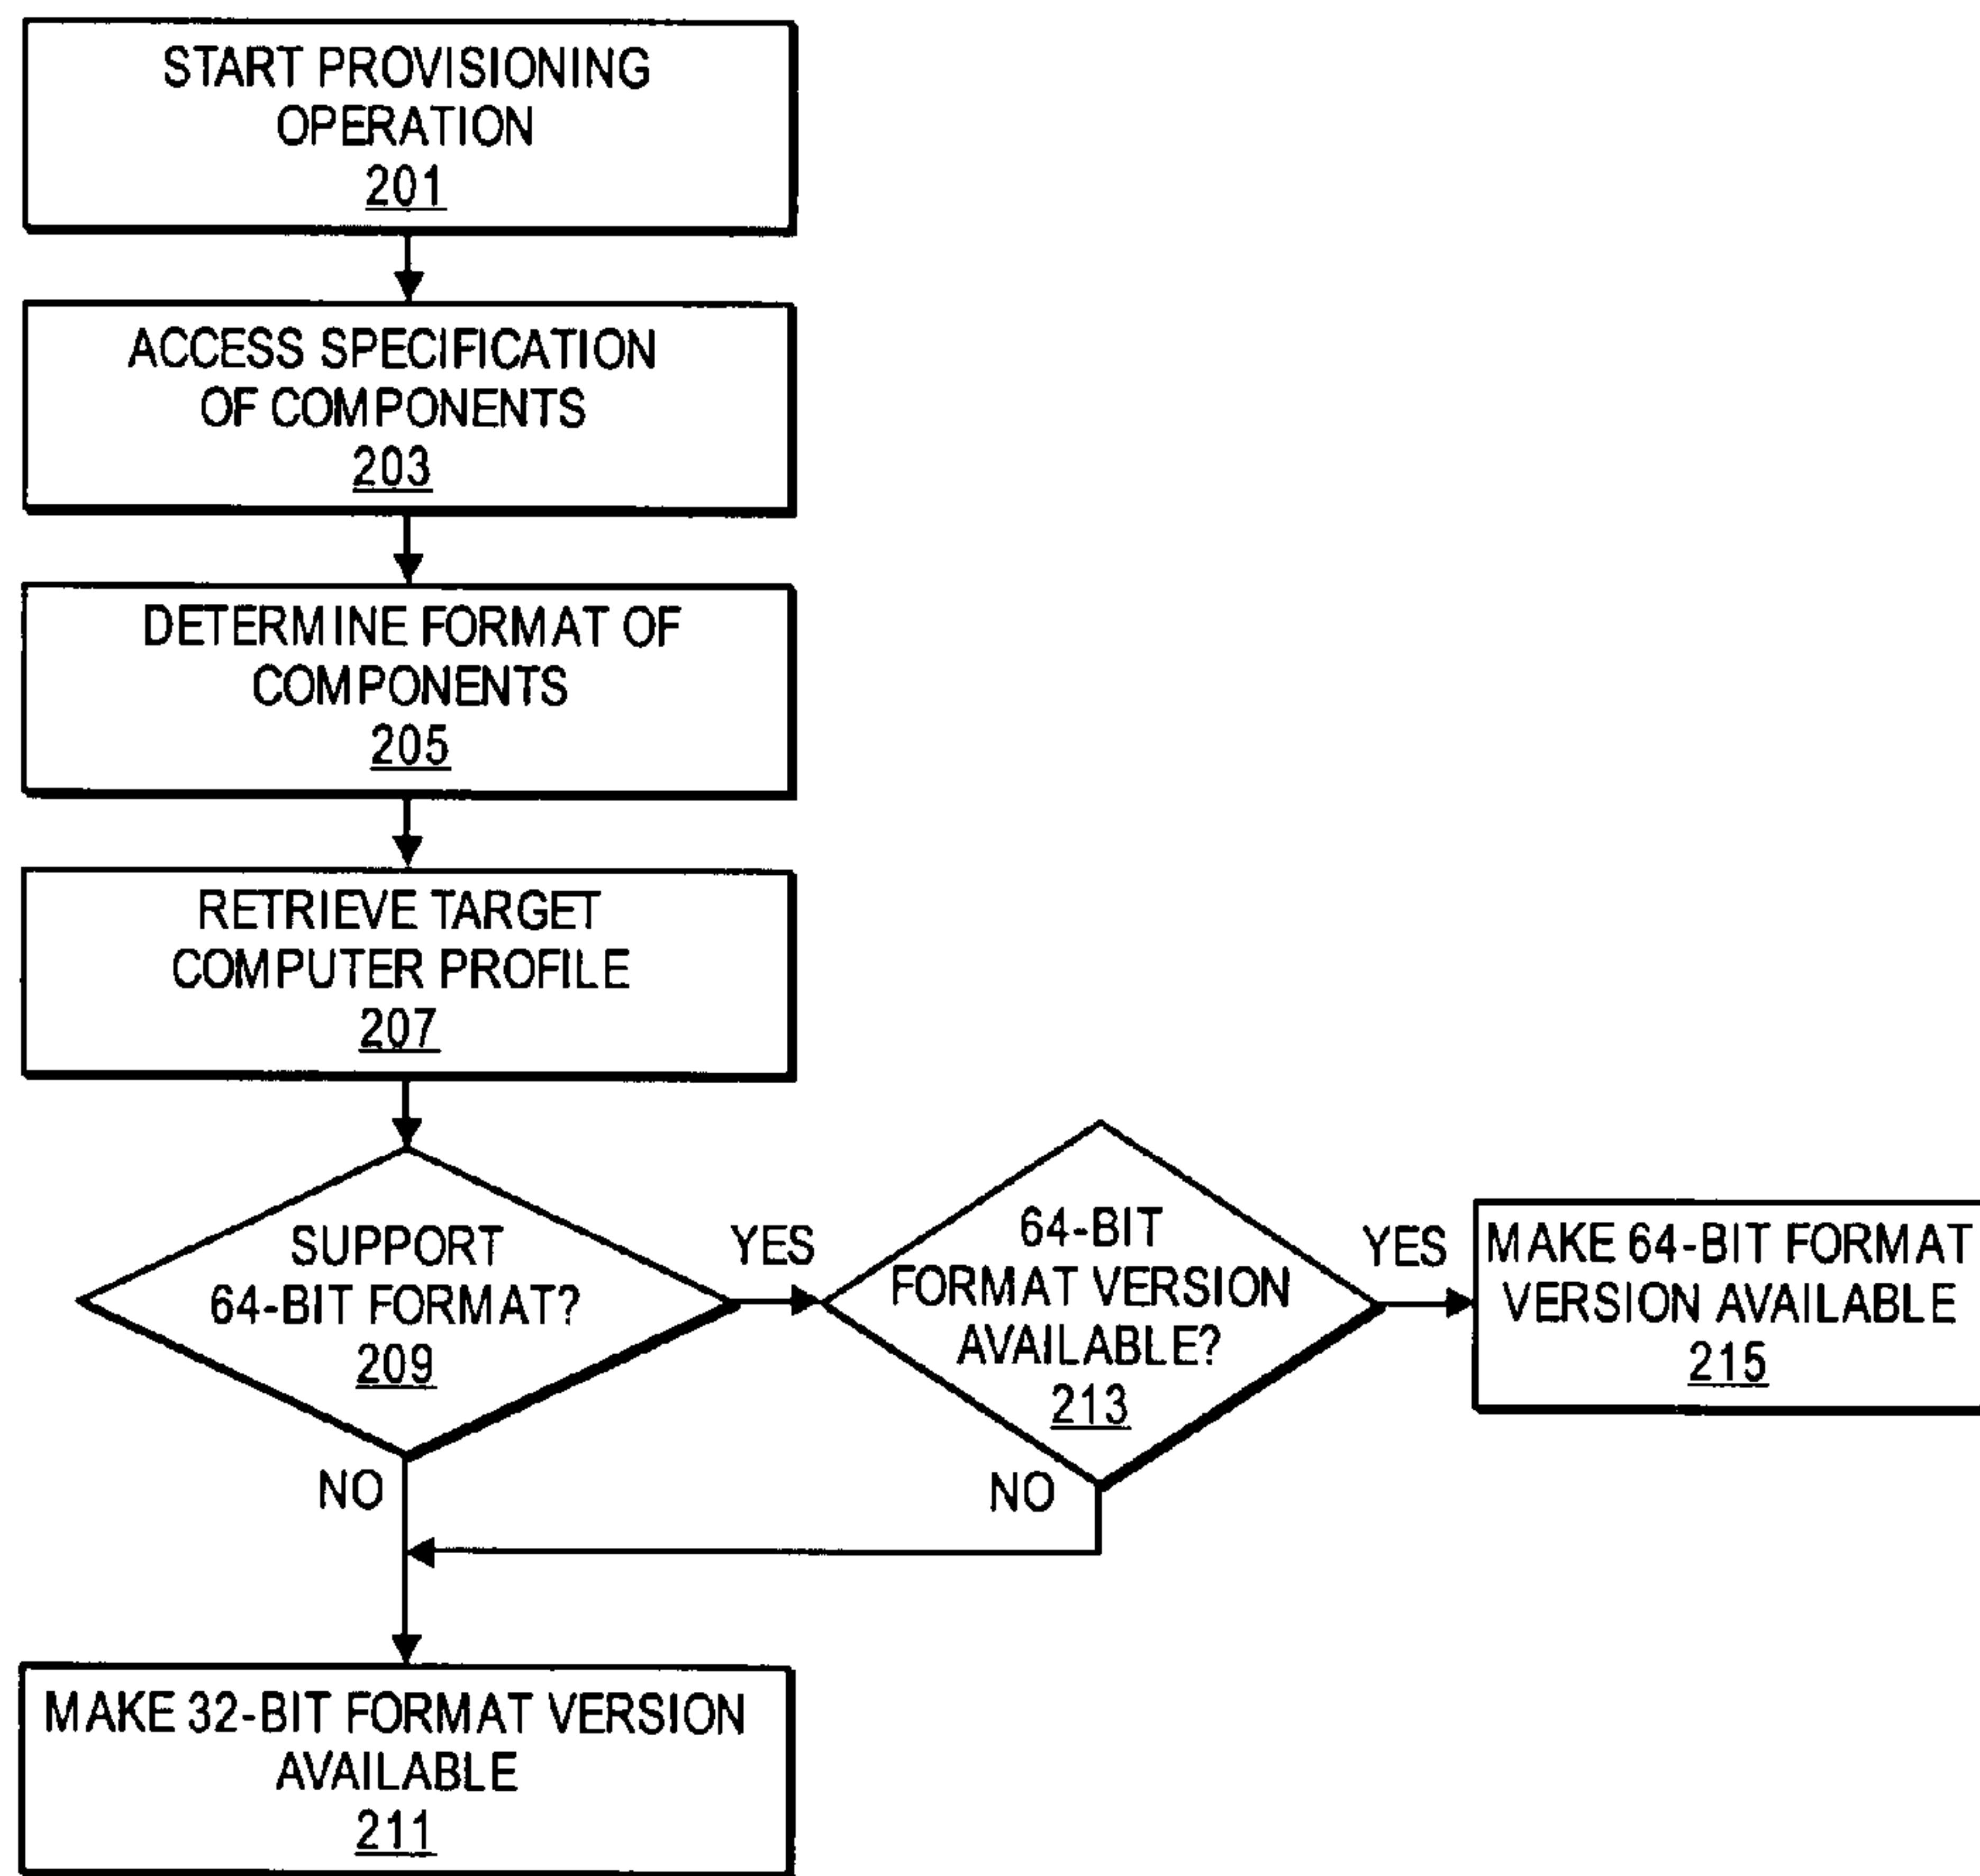 START PROVISIONING
OPERATION
201
ACCESS SPECIFICATION
OF COMPONENTS
203
DETERMINE FORMAT OF
COMPONENTS
205
RETRIEVE TARGET
COMPUTER PROFILE
207
SUPPORT
64-BIT FORMAT?
209
YES
NO
64-BIT
FORMAT VERSION
AVAILABLE?
213
YES
NO
MAKE 64-BIT FORMAT
VERSION AVAILABLE
215
MAKE 32-BIT FORMAT VERSION
AVAILABLE
211